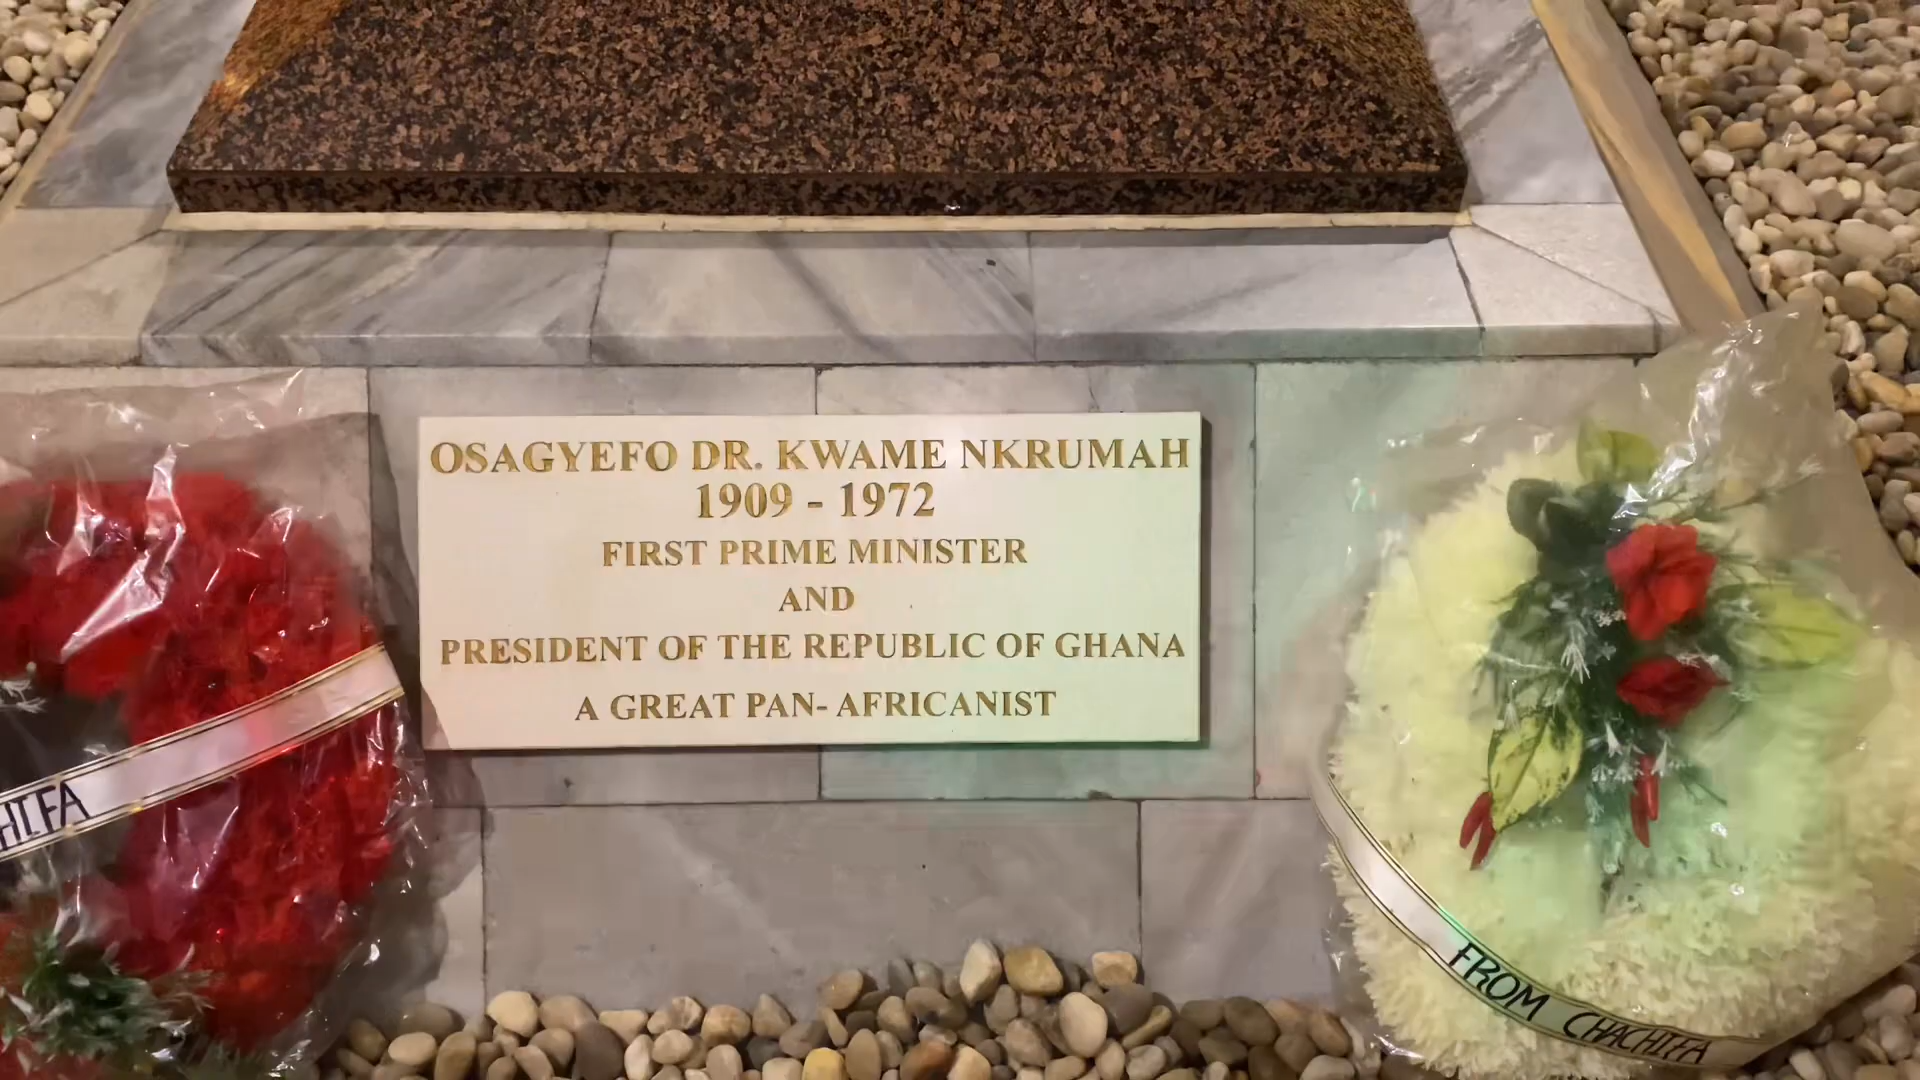 OSAGYEFO DR. KWAME NKRUMAH
1909 - 1972
FIRST PRIME MINISTER
AND
PRESIDENT OF THE REPUBLIC OF GHANA
A GREAT PAN- AFRICANIST
HIFA
FROM CHACHIFA